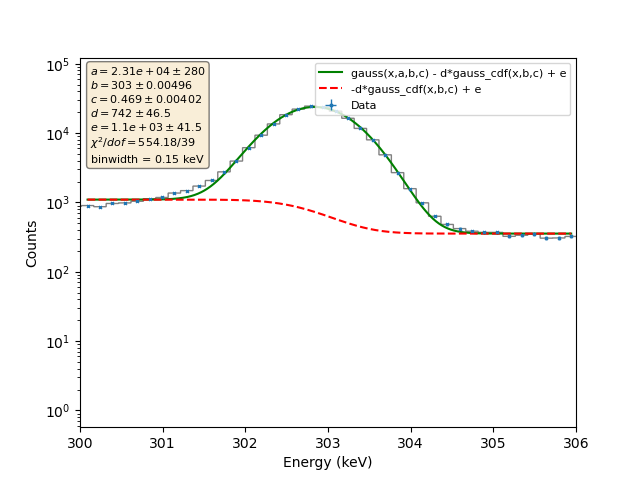 a = 2.31e + 04 ± 280
b = 303 ± 0.00496
c = 0.469 ± 0.00402
d = 742 ± 46.5
e = 1.1e + 03 ± 41.5
χ²/dof = 554.18/39
binwidth = 0.15 keV
gauss(x,a,b,c) - d*gauss_cdf(x,b,c) + e
-d*gauss_cdf(x,b,c) + e
Data
10⁵
10⁴
10³
10²
10¹
10⁰
Counts
300 301 302 303 304 305 306
Energy (keV)